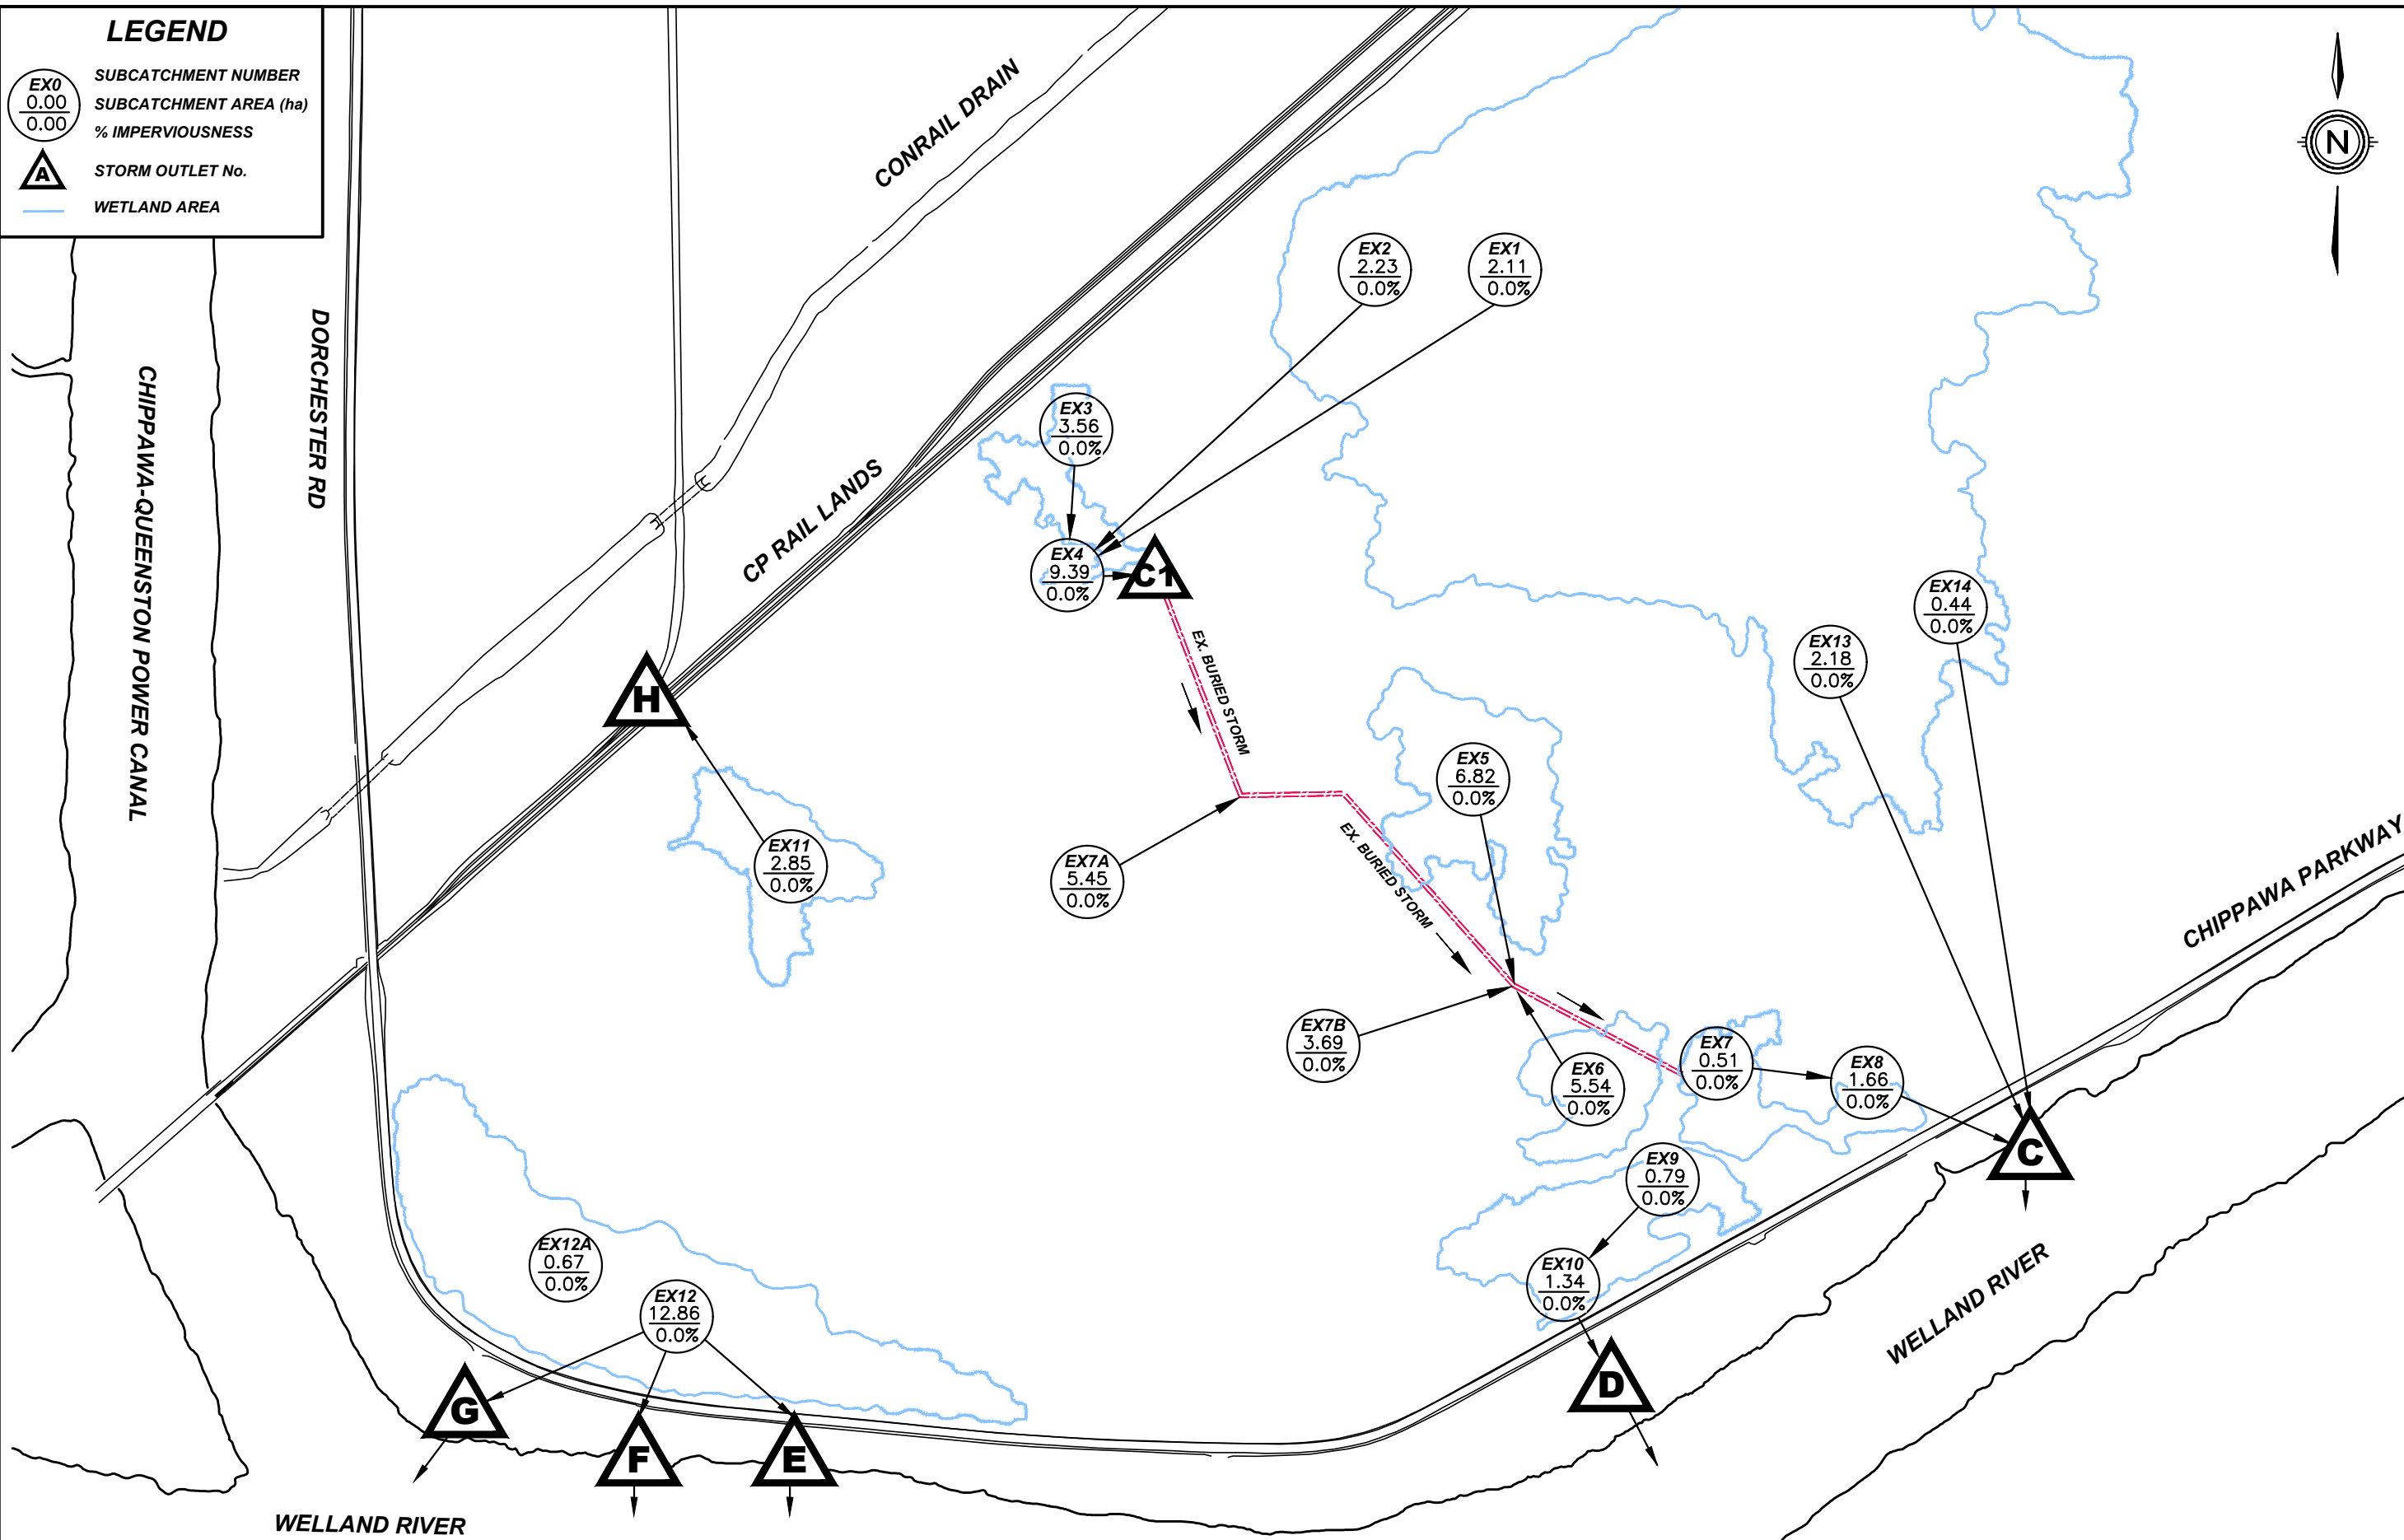 LEGEND
EX0
0.00
0.00
SUBCATCHMENT NUMBER
SUBCATCHMENT AREA (ha)
% IMPERVIOUSNESS
A
STORM OUTLET No.
WETLAND AREA
N
CONRAIL DRAIN
DORCHESTER RD
CHIPPAWA-QUEENSTON POWER CANAL
CP RAIL LANDS
EX2
2.23
0.0%
EX1
2.11
0.0%
EX3
3.56
0.0%
EX4
9.39
0.0%
C1
EX. BURIED STORM
H
EX14
0.44
0.0%
EX13
2.18
0.0%
EX5
6.82
0.0%
EX11
2.85
0.0%
EX7A
5.45
0.0%
EX. BURIED STORM
CHIPPAWA PARKWAY
EX7B
3.69
0.0%
EX6
5.54
0.0%
EX7
0.51
0.0%
EX8
1.66
0.0%
C
EX9
0.79
0.0%
EX10
1.34
0.0%
D
WELLAND RIVER
EX12A
0.67
0.0%
EX12
12.86
0.0%
G
F
E
WELLAND RIVER